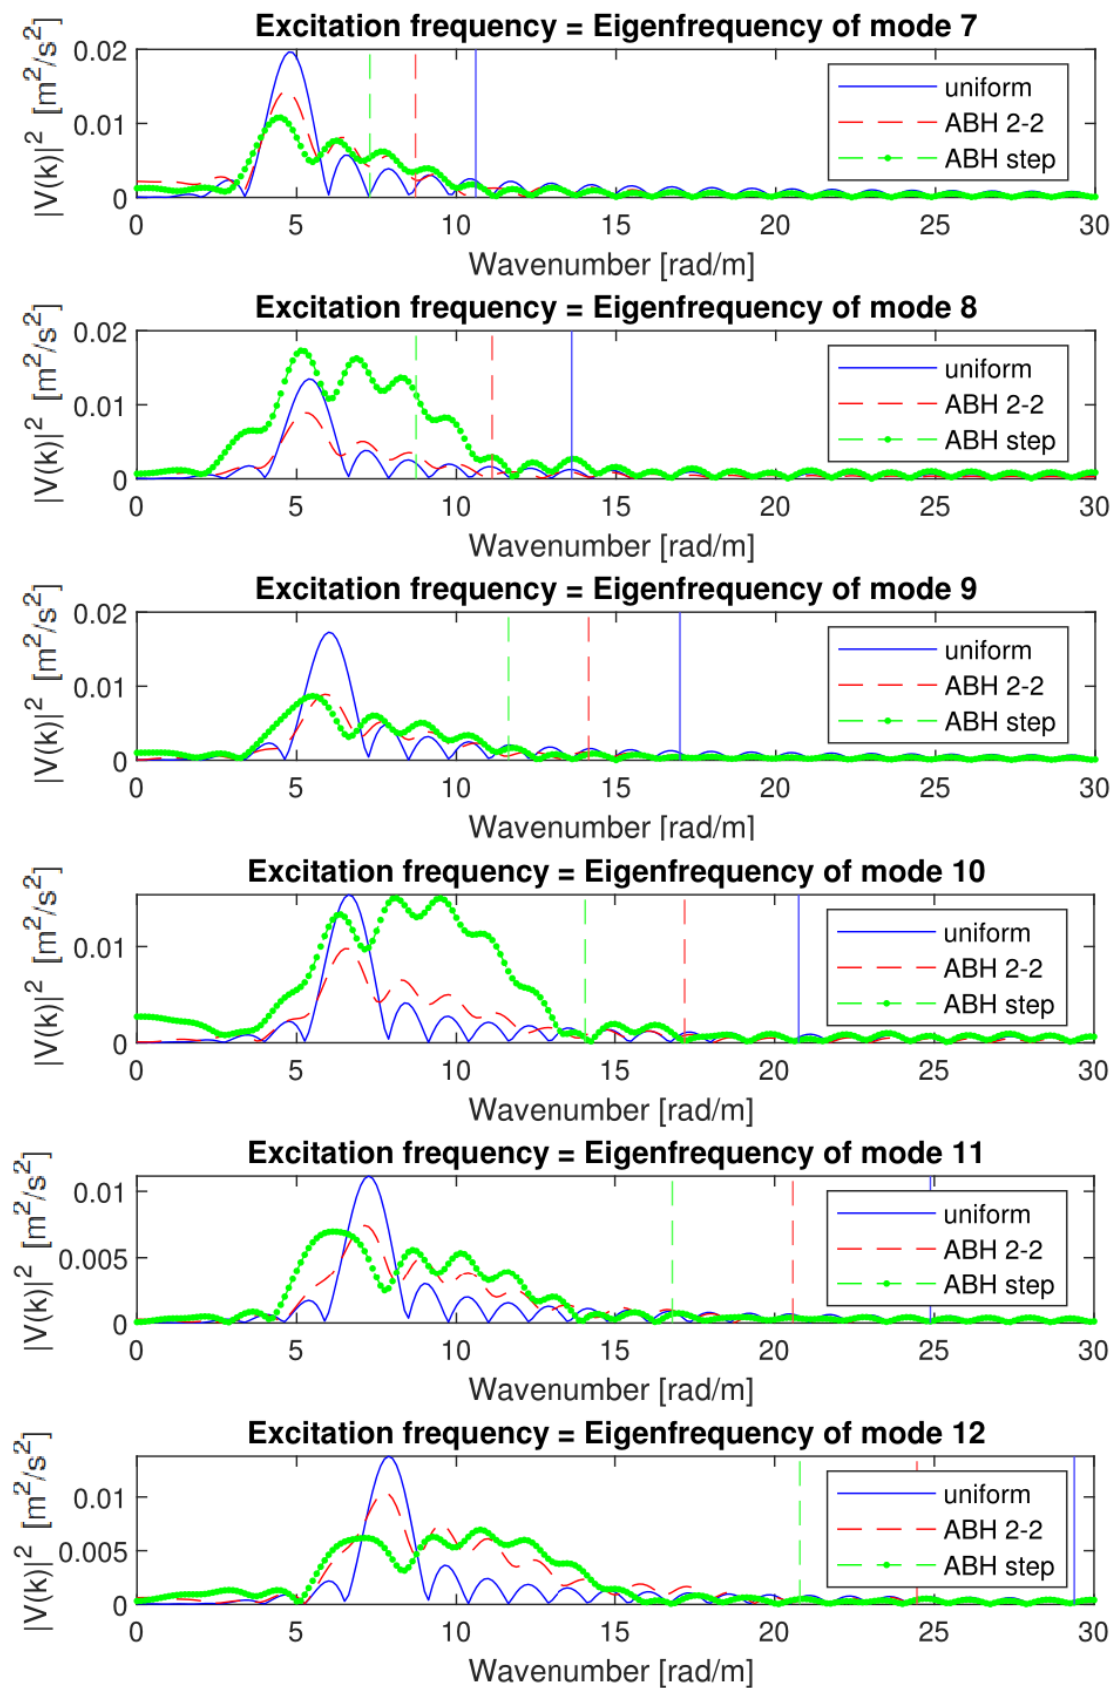 Excitation frequency = Eigenfrequency of mode 7
|V(k)|² [m²/s²]
0.02
0.01
0
uniform
ABH 2-2
ABH step
0 5 10 15 20 25 30
Wavenumber [rad/m]
Excitation frequency = Eigenfrequency of mode 8
|V(k)|² [m²/s²]
0.02
0.01
0
uniform
ABH 2-2
ABH step
0 5 10 15 20 25 30
Wavenumber [rad/m]
Excitation frequency = Eigenfrequency of mode 9
|V(k)|² [m²/s²]
0.02
0.01
0
uniform
ABH 2-2
ABH step
0 5 10 15 20 25 30
Wavenumber [rad/m]
Excitation frequency = Eigenfrequency of mode 10
|V(k)|² [m²/s²]
0.01
0
uniform
ABH 2-2
ABH step
0 5 10 15 20 25 30
Wavenumber [rad/m]
Excitation frequency = Eigenfrequency of mode 11
|V(k)|² [m²/s²]
0.01
0.005
0
uniform
ABH 2-2
ABH step
0 5 10 15 20 25 30
Wavenumber [rad/m]
Excitation frequency = Eigenfrequency of mode 12
|V(k)|² [m²/s²]
0.01
0.005
0
uniform
ABH 2-2
ABH step
0 5 10 15 20 25 30
Wavenumber [rad/m]